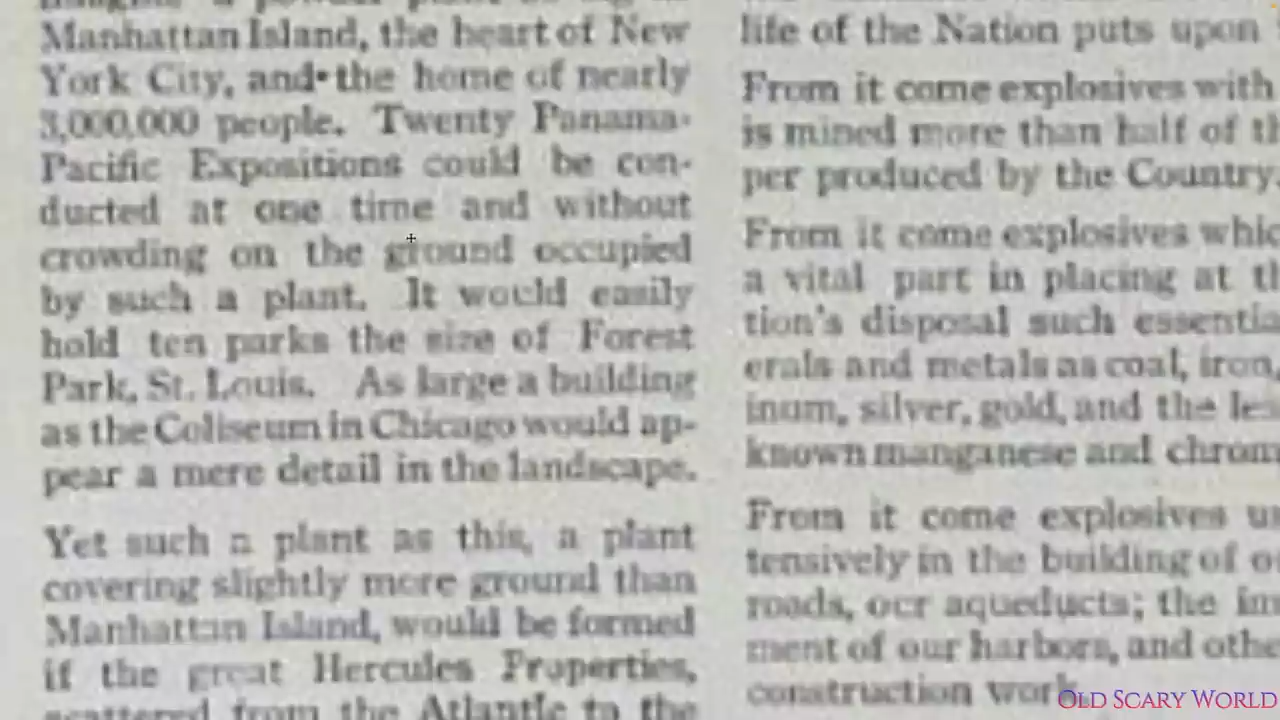 Manhattan Island, the heart of New
York City, and the home of nearly
3,000,000 people. Twenty Panama-
Pacific Expositions could be con-
ducted at one time and without
crowding on the ground occupied
by such a plant. It would easily
hold ten parks the size of Forest
Park, St. Louis. As large a building
as the Coliseum in Chicago would ap-
pear a mere detail in the landscape.
Yet such a plant as this, a plant
covering slightly more ground than
Manhattan Island, would be formed
if the great Hercules Properties,
scattered from the Atlantic to the
life of the Nation puts upon
From it come explosives with
is mined more than half of th
per produced by the Country.
From it come explosives whic
a vital part in placing at th
tion's disposal such essentia
erals and metals as coal, iron,
inum, silver, gold, and the les
known manganese and chrom
From it come explosives us
tensively in the building of ou
roads, our aqueducts; the im
ment of our harbors, and othe
construction work
OLD SCARY WORLD